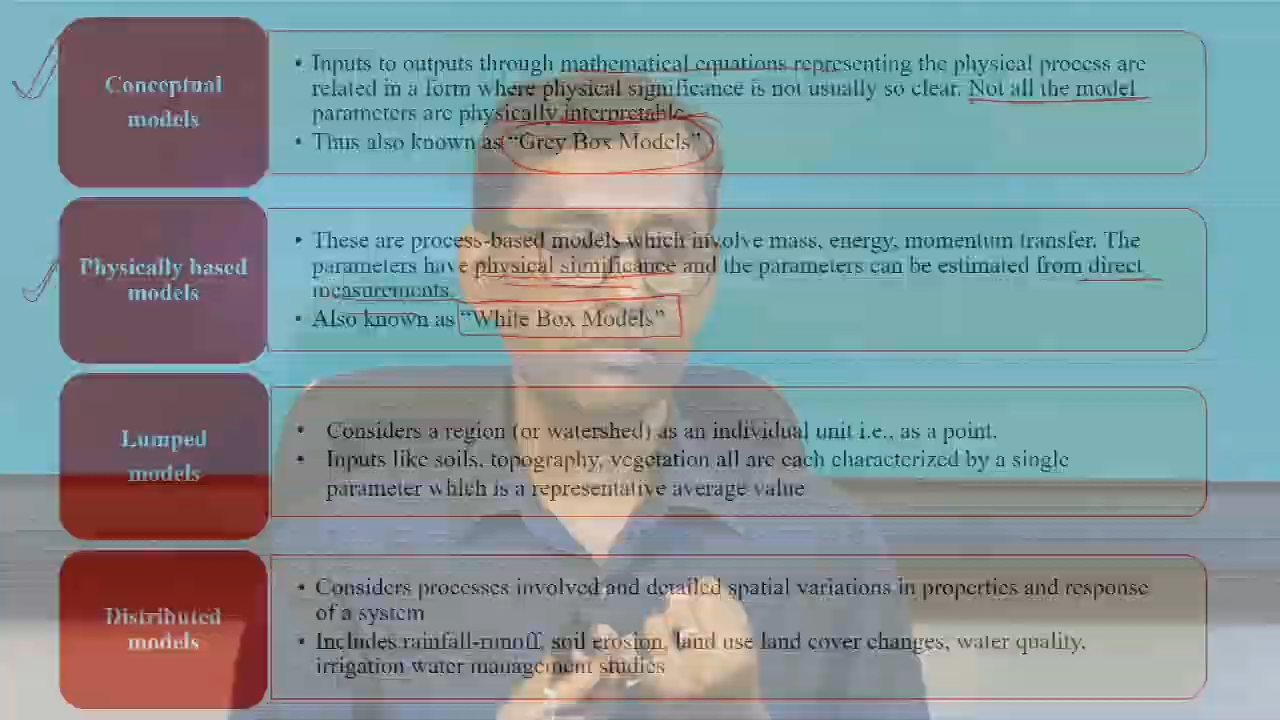 Conceptual
models
• Inputs to outputs through mathematical equations representing the physical process are
related in a form where physical significance is not usually so clear. Not all the model
parameters are physically interpretable.
• Thus also known as “Grey Box Models”
Physically based
models
• These are process-based models which involve mass, energy, momentum transfer. The
parameters have physical significance and the parameters can be estimated from direct
measurements.
• Also known as “White Box Models”
Lumped
models
• Considers a region (or watershed) as an individual unit i.e., as a point.
• Inputs like soils, topography, vegetation all are each characterized by a single
parameter which is a representative average value
Distributed
models
• Considers processes involved and detailed spatial variations in properties and response
of a system
• Includes rainfall-runoff, soil erosion, land use land cover changes, water quality,
irrigation water management studies